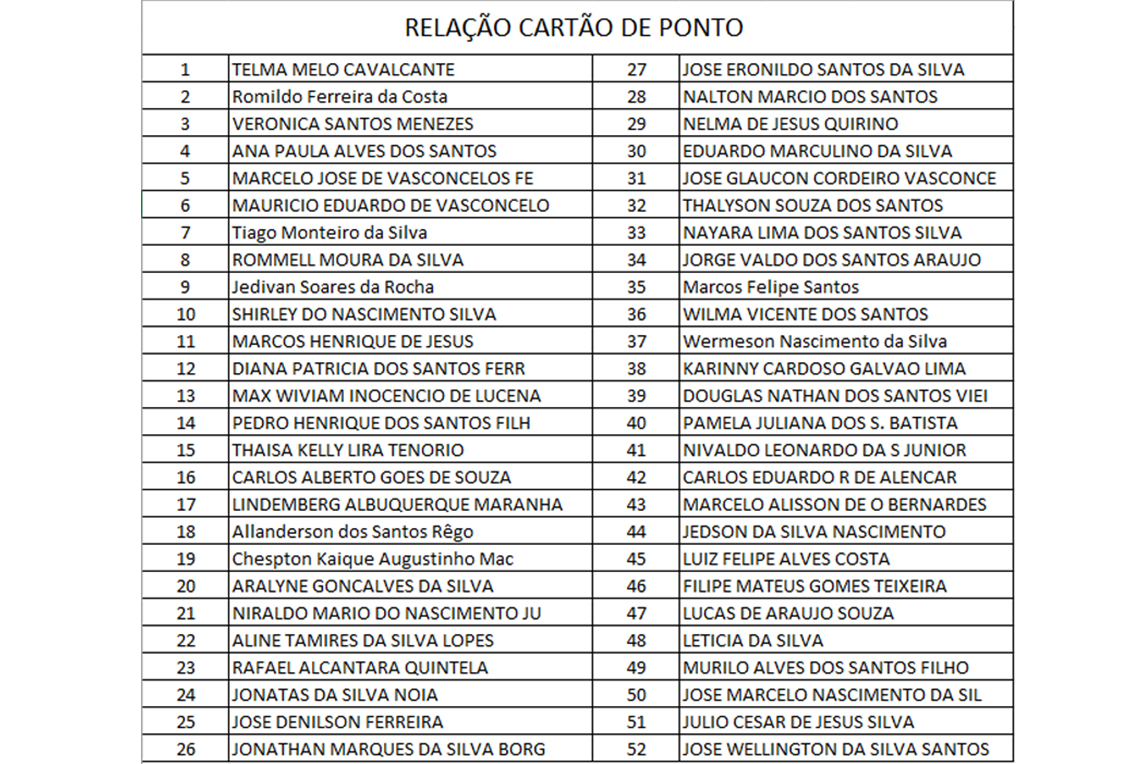 RELAÇÃO CARTÃO DE PONTO
1 TELMA MELO CAVALCANTE 27 JOSE ERONILDO SANTOS DA SILVA
2 Romildo Ferreira da Costa 28 NALTON MARCIO DOS SANTOS
3 VERONICA SANTOS MENEZES 29 NELMA DE JESUS QUIRINO
4 ANA PAULA ALVES DOS SANTOS 30 EDUARDO MARCULINO DA SILVA
5 MARCELO JOSE DE VASCONCELOS FE 31 JOSE GLAUCON CORDEIRO VASCONCE
6 MAURICIO EDUARDO DE VASCONCELO 32 THALYSON SOUZA DOS SANTOS
7 Tiago Monteiro da Silva 33 NAYARA LIMA DOS SANTOS SILVA
8 ROMMELL MOURA DA SILVA 34 JORGE VALDO DOS SANTOS ARAUJO
9 Jedivan Soares da Rocha 35 Marcos Felipe Santos
10 SHIRLEY DO NASCIMENTO SILVA 36 WILMA VICENTE DOS SANTOS
11 MARCOS HENRIQUE DE JESUS 37 Wermeson Nascimento da Silva
12 DIANA PATRICIA DOS SANTOS FERR 38 KARINNY CARDOSO GALVAO LIMA
13 MAX WIVIAM INOCENCIO DE LUCENA 39 DOUGLAS NATHAN DOS SANTOS VIEI
14 PEDRO HENRIQUE DOS SANTOS FILH 40 PAMELA JULIANA DOS S. BATISTA
15 THAISA KELLY LIRA TENORIO 41 NIVALDO LEONARDO DA S JUNIOR
16 CARLOS ALBERTO GOES DE SOUZA 42 CARLOS EDUARDO R DE ALENCAR
17 LINDEMBERG ALBUQUERQUE MARANHA 43 MARCELO ALISSON DE O BERNARDES
18 Allanderson dos Santos Rêgo 44 JEDSON DA SILVA NASCIMENTO
19 Chespton Kaique Augustinho Mac 45 LUIZ FELIPE ALVES COSTA
20 ARALYNE GONCALVES DA SILVA 46 FILIPE MATEUS GOMES TEIXEIRA
21 NIRALDO MARIO DO NASCIMENTO JU 47 LUCAS DE ARAUJO SOUZA
22 ALINE TAMIRES DA SILVA LOPES 48 LETICIA DA SILVA
23 RAFAEL ALCANTARA QUINTELA 49 MURILO ALVES DOS SANTOS FILHO
24 JONATAS DA SILVA NOIA 50 JOSE MARCELO NASCIMENTO DA SIL
25 JOSE DENILSON FERREIRA 51 JULIO CESAR DE JESUS SILVA
26 JONATHAN MARQUES DA SILVA BORG 52 JOSE WELLINGTON DA SILVA SANTOS